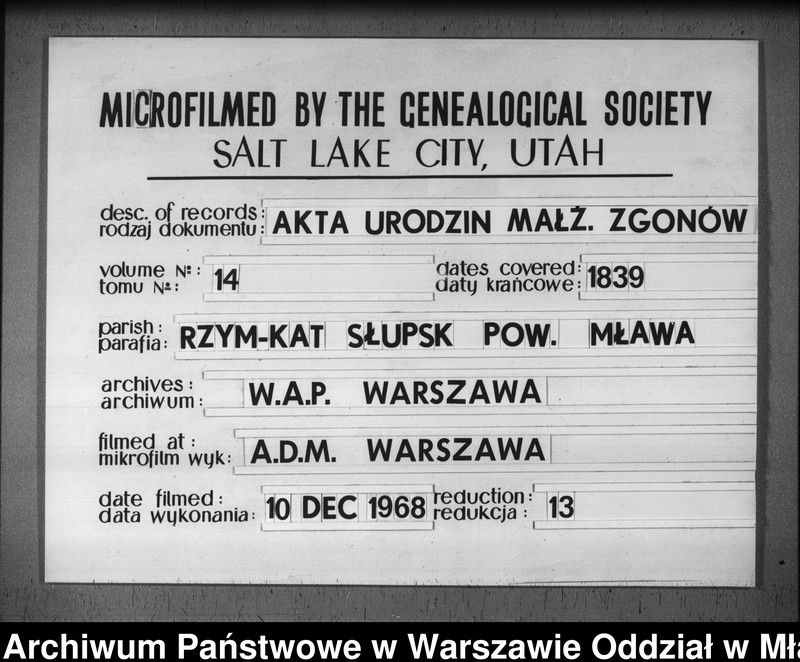 MICROFILMED BY THE GENEALOGICAL SOCIETY
SALT LAKE CITY, UTAH
desc. of records:
rodzaj dokumentu: AKTA URODZIN MAŁŻ. ZGONÓW
volume №: dates covered:
tomu №: 14 daty krańcowe: 1839
parish:
parafia: RZYM-KAT SŁUPSK POW. MŁAWA
archives:
archiwum: W.A.P. WARSZAWA
filmed at:
mikrofilm wyk: A.D.M. WARSZAWA
date filmed: reduction:
data wykonania: 10 DEC 1968 redukcja: 13
Archiwum Państwowe w Warszawie Oddział w Mła